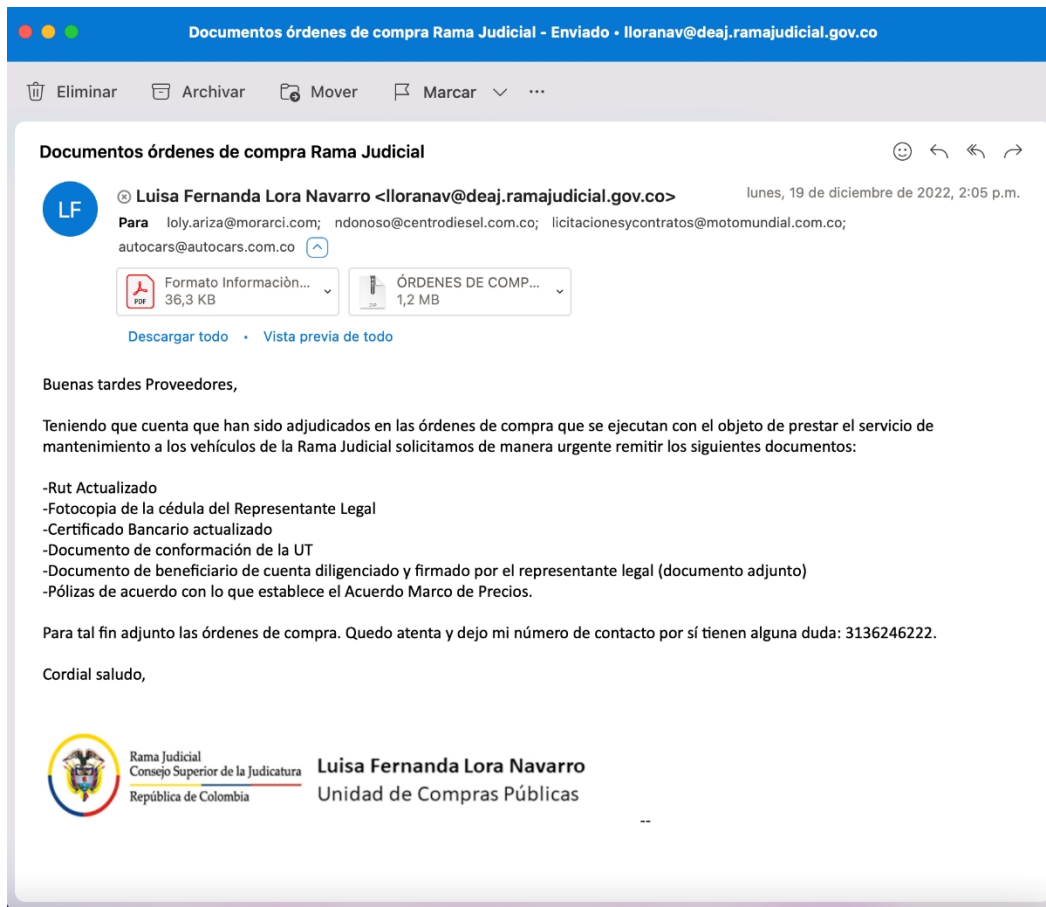 Documentos órdenes de compra Rama Judicial - Enviado • lloranav@deaj.ramajudicial.gov.co
Eliminar Archivar Mover Marcar ...
Documentos órdenes de compra Rama Judicial
LF
Luisa Fernanda Lora Navarro <lloranav@deaj.ramajudicial.gov.co>
lunes, 19 de diciembre de 2022, 2:05 p.m.
Para loly.ariza@morarci.com; ndonoso@centrodiesel.com.co; licitacionesycontratos@motomundial.com.co;
autocars@autocars.com.co
PDF
Formato Informaciòn...
36,3 KB
ZIP
ÓRDENES DE COMP...
1,2 MB
Descargar todo • Vista previa de todo
Buenas tardes Proveedores,
Teniendo que cuenta que han sido adjudicados en las órdenes de compra que se ejecutan con el objeto de prestar el servicio de
mantenimiento a los vehículos de la Rama Judicial solicitamos de manera urgente remitir los siguientes documentos:
-Rut Actualizado
-Fotocopia de la cédula del Representante Legal
-Certificado Bancario actualizado
-Documento de conformación de la UT
-Documento de beneficiario de cuenta diligenciado y firmado por el representante legal (documento adjunto)
-Pólizas de acuerdo con lo que establece el Acuerdo Marco de Precios.
Para tal fin adjunto las órdenes de compra. Quedo atenta y dejo mi número de contacto por sí tienen alguna duda: 3136246222.
Cordial saludo,
Rama Judicial
Consejo Superior de la Judicatura
República de Colombia
Luisa Fernanda Lora Navarro
Unidad de Compras Públicas
--